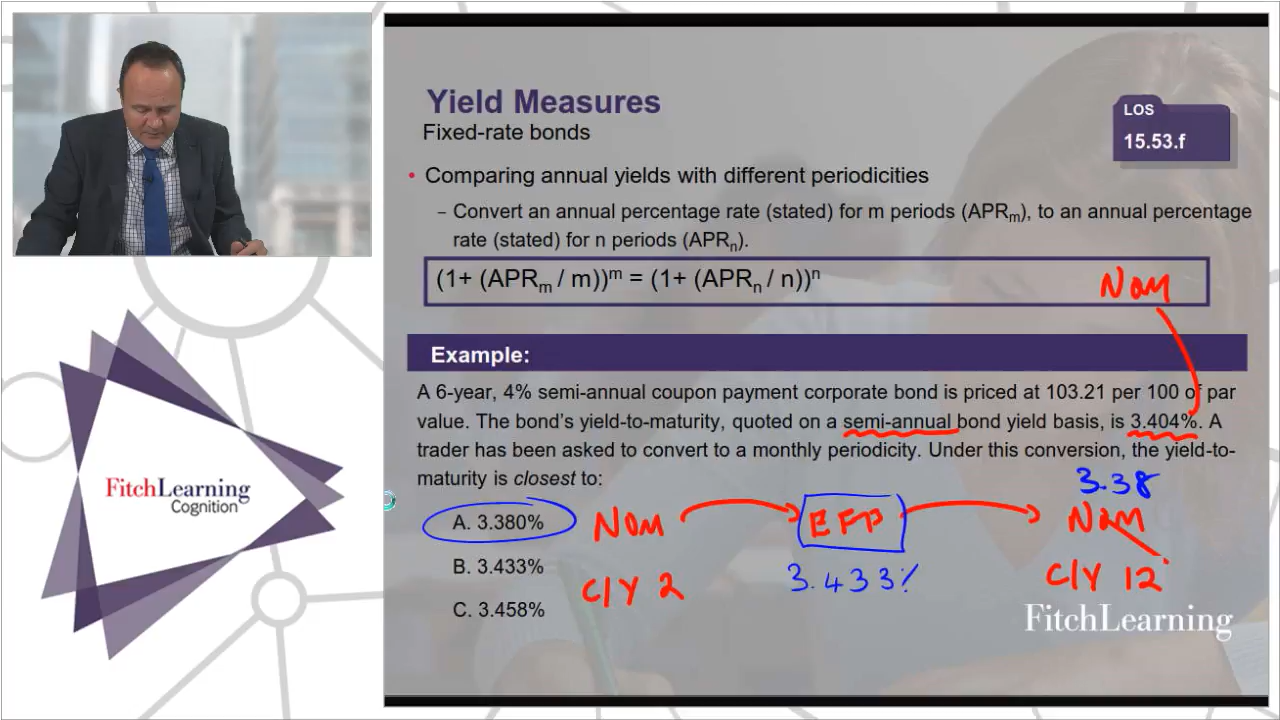 Yield Measures
Fixed-rate bonds
LOS
15.53.f
• Comparing annual yields with different periodicities
– Convert an annual percentage rate (stated) for m periods (APRm), to an annual percentage
rate (stated) for n periods (APRn).
(1+ (APRm / m))m = (1+ (APRn / n))n
Nom
Example:
A 6-year, 4% semi-annual coupon payment corporate bond is priced at 103.21 per 100 of par
value. The bond's yield-to-maturity, quoted on a semi-annual bond yield basis, is 3.404%. A
trader has been asked to convert to a monthly periodicity. Under this conversion, the yield-to-
maturity is closest to:
3.38
A. 3.380%
Nom
EFF
Nom
B. 3.433%
C/Y 2
3.433%
C/Y 12
C. 3.458%
FitchLearning
Cognition
FitchLearning